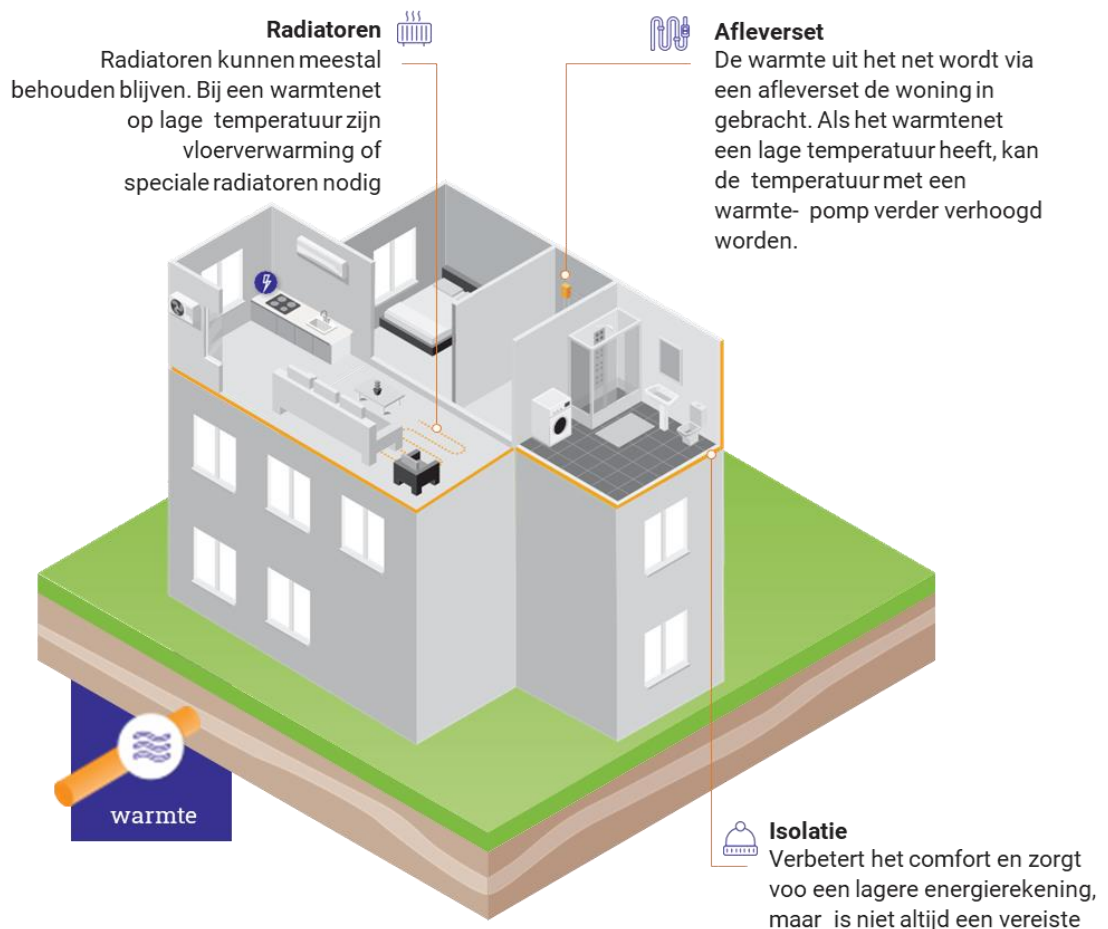 Radiatoren
Radiatoren kunnen meestal
behouden blijven. Bij een warmtenet
op lage temperatuur zijn
vloerverwarming of
speciale radiatoren nodig
Afleverset
De warmte uit het net wordt via
een afleverset de woning in
gebracht. Als het warmtenet
een lage temperatuur heeft, kan
de temperatuur met een
warmte- pomp verder verhoogd
worden.
warmte
Isolatie
Verbetert het comfort en zorgt
voo een lagere energierekening,
maar is niet altijd een vereiste